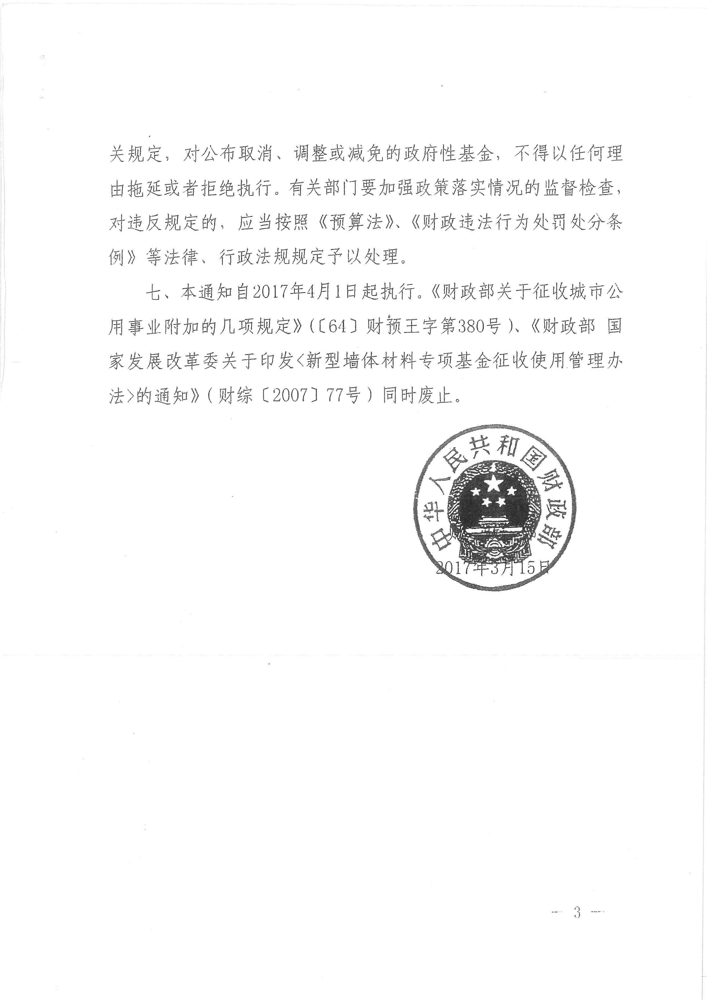 关规定，对公布取消、调整或减免的政府性基金，不得以任何理
由拖延或者拒绝执行。有关部门要加强政策落实情况的监督检查，
对违反规定的，应当按照《预算法》、《财政违法行为处罚处分条
例》等法律、行政法规规定予以处理。
七、本通知自2017年4月1日起执行。《财政部关于征收城市公
用事业附加的几项规定》(〔64〕财预王字第380号)、《财政部 国
家发展改革委关于印发<新型墙体材料专项基金征收使用管理办
法>的通知》(财综〔2007〕77号)同时废止。
中华人民共和国财政部
2017年3月15日
— 3 —